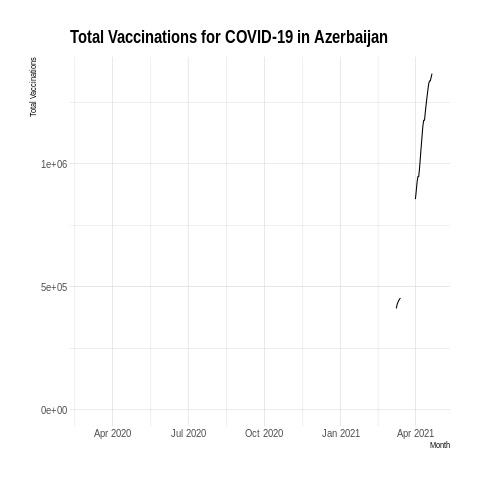 Total Vaccinations for COVID-19 in Azerbaijan
Total Vaccinations
1e+06
5e+05
0e+00
Apr 2020 Jul 2020 Oct 2020 Jan 2021 Apr 2021
Month